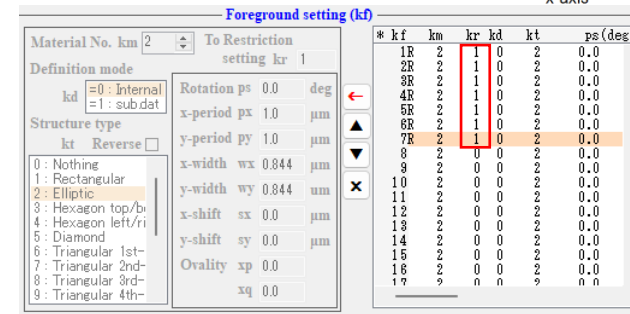 x-axis
Foreground setting (kf)
Material No. km 2 To Restriction
setting kr 1
Definition mode
kd =0 : Internal
=1 : sub.dat
Structure type
kt Reverse
0 : Nothing
1 : Rectangular
2 : Elliptic
3 : Hexagon top/b
4 : Hexagon left/ri
5 : Diamond
6 : Triangular 1st-
7 : Triangular 2nd-
8 : Triangular 3rd-
9 : Triangular 4th-
Rotation ps 0.0 deg
x-period px 1.0 μm
y-period py 1.0 μm
x-width wx 0.844 μm
y-width wy 0.844 um
x-shift sx 0.0 μm
y-shift sy 0.0 μm
Ovality xp 0.0
xq 0.0
* kf km kr kd kt ps(deg
1R 2 1 0 2 0.0
2R 2 1 0 2 0.0
3R 2 1 0 2 0.0
4R 2 1 0 2 0.0
5R 2 1 0 2 0.0
6R 2 1 0 2 0.0
7R 2 1 0 2 0.0
8 2 0 0 2 0.0
9 2 0 0 2 0.0
10 2 0 0 2 0.0
11 2 0 0 2 0.0
12 2 0 0 2 0.0
13 2 0 0 2 0.0
14 2 0 0 2 0.0
15 2 0 0 2 0.0
16 2 0 0 2 0.0
17 2 0 0 2 0.0